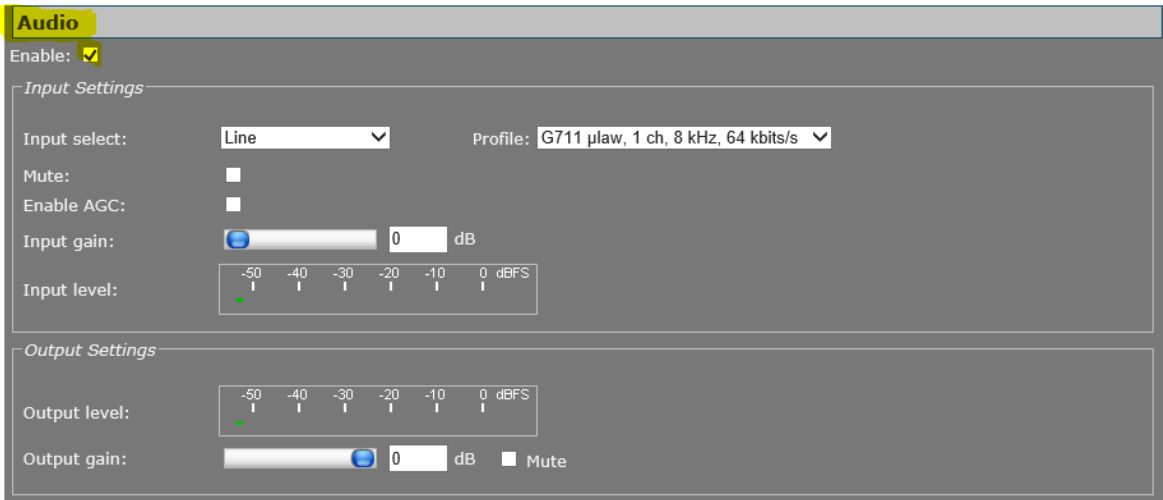 Audio
Enable:
Input Settings
Input select: Line Profile: G711 µlaw, 1 ch, 8 kHz, 64 kbits/s
Mute:
Enable AGC:
Input gain: 0 dB
-50 -40 -30 -20 -10 0 dBFS
Input level:
Output Settings
-50 -40 -30 -20 -10 0 dBFS
Output level:
Output gain: 0 dB Mute